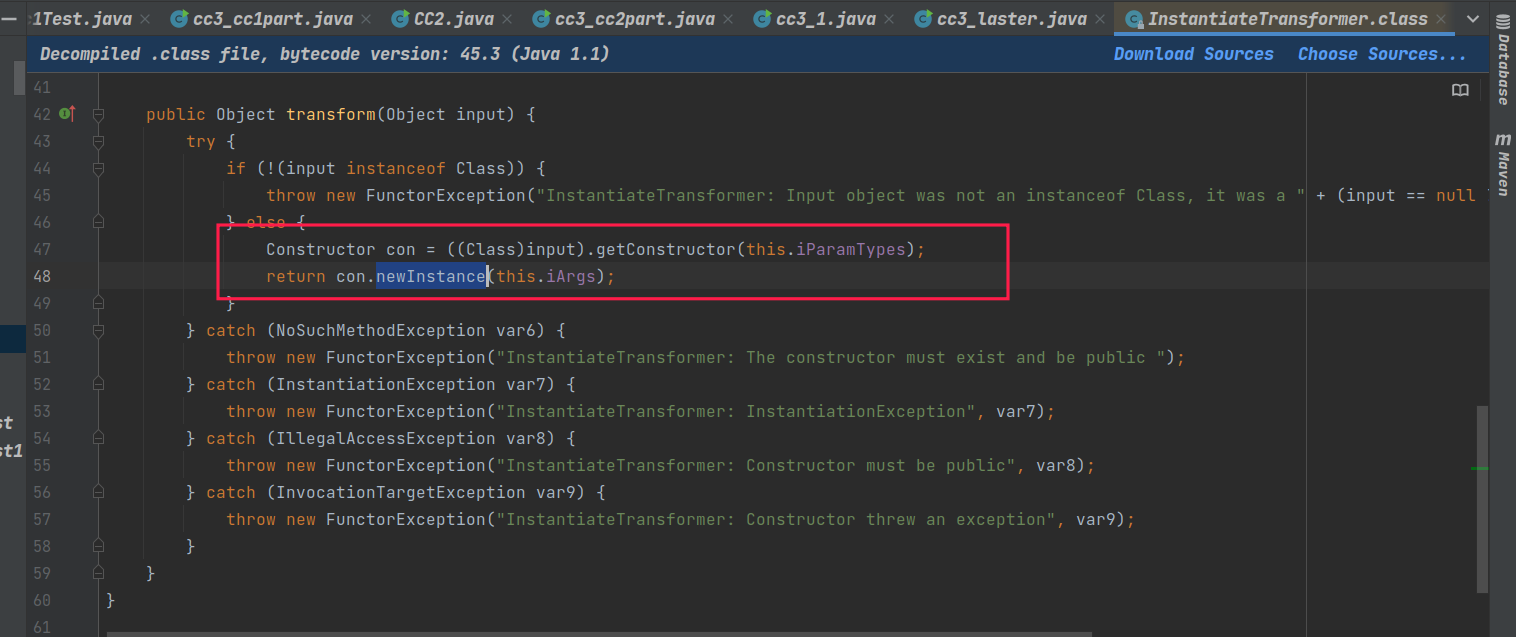 1Test.java cc3_cc1part.java CC2.java cc3_cc2part.java cc3_1.java cc3_laster.java InstantiateTransformer.class
Decompiled .class file, bytecode version: 45.3 (Java 1.1) Download Sources Choose Sources...
Database
Maven
st
st1
41
42 public Object transform(Object input) {
43 try {
44 if (!(input instanceof Class)) {
45 throw new FunctorException("InstantiateTransformer: Input object was not an instanceof Class, it was a " + (input == null
46 } else {
47 Constructor con = ((Class)input).getConstructor(this.iParamTypes);
48 return con.newInstance(this.iArgs);
49 }
50 } catch (NoSuchMethodException var6) {
51 throw new FunctorException("InstantiateTransformer: The constructor must exist and be public ");
52 } catch (InstantiationException var7) {
53 throw new FunctorException("InstantiateTransformer: InstantiationException", var7);
54 } catch (IllegalAccessException var8) {
55 throw new FunctorException("InstantiateTransformer: Constructor must be public", var8);
56 } catch (InvocationTargetException var9) {
57 throw new FunctorException("InstantiateTransformer: Constructor threw an exception", var9);
58 }
59 }
60 }
61